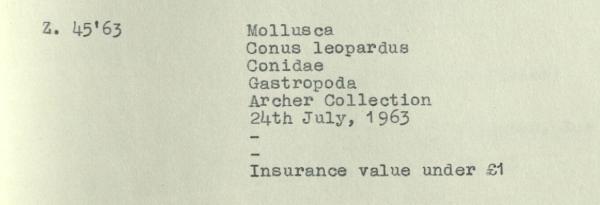 Z. 45'63 Mollusca
Conus leopardus
Conidae
Gastropoda
Archer Collection
24th July, 1963
-
-
Insurance value under £1